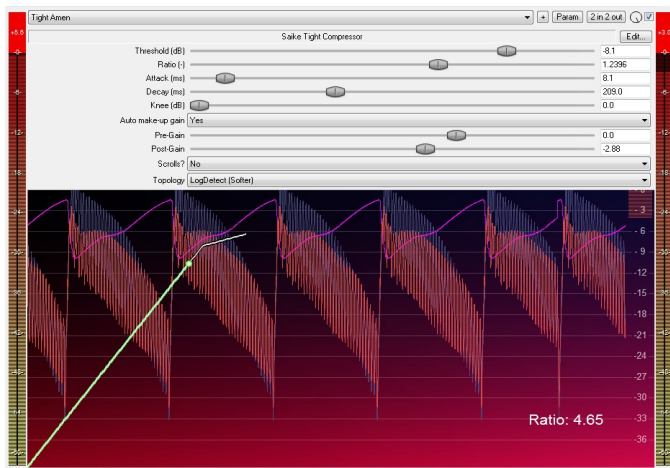 Tight Amen + Param 2 in 2 out
Saike Tight Compressor Edit...
Threshold (dB) -8.1
Ratio (-) 1.2396
Attack (ms) 8.1
Decay (ms) 209.0
Knee (dB) 0.0
Auto make-up gain Yes
Pre-Gain 0.0
Post-Gain -2.88
Scrolls? No
Topology LogDetect (Softer)
- 3
-6
-9
-12
-15
-18
-21
-24
-27
-30
-33
-36
Ratio: 4.65